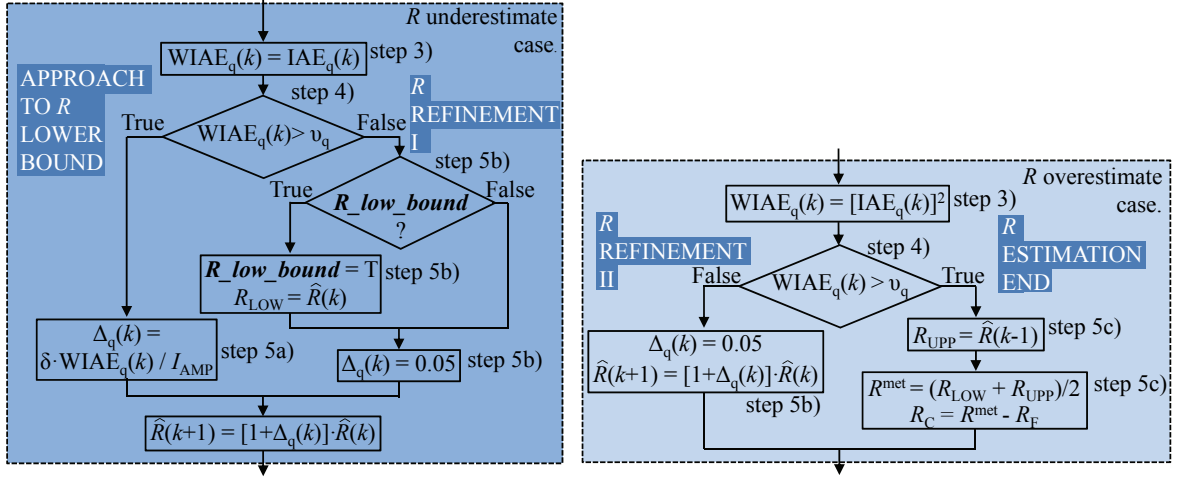 R underestimate
case.
WIAEq(k) = IAEq(k)
step 3)
APPROACH
TO R
LOWER
BOUND
step 4)
R
REFINEMENT
I
True
WIAEq(k)> υq
False
step 5b)
True
False
R_low_bound
?
R_low_bound = T
RLOW = R̂(k)
step 5b)
Δq(k) =
δ·WIAEq(k) / IAMP
step 5a)
Δq(k) = 0.05
step 5b)
R̂(k+1) = [1+Δq(k)]·R̂(k)
R overestimate
case.
WIAEq(k) = [IAEq(k)]²
step 3)
R
REFINEMENT
II
step 4)
R
ESTIMATION
END
False
WIAEq(k) > υq
True
Δq(k) = 0.05
R̂(k+1) = [1+Δq(k)]·R̂(k)
step 5b)
RUPP = R̂(k-1)
step 5c)
Rmet = (RLOW + RUPP)/2
RC = Rmet - RF
step 5c)